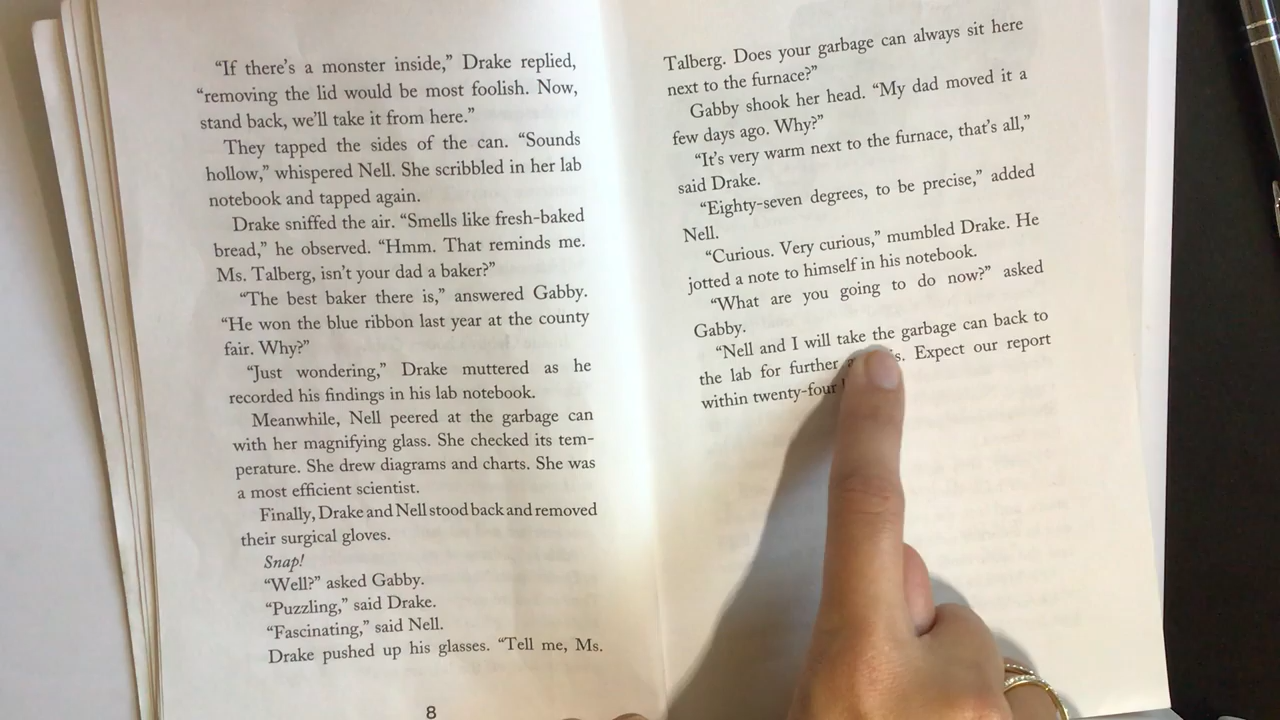 “If there’s a monster inside,” Drake replied,
“removing the lid would be most foolish. Now,
stand back, we’ll take it from here.”
They tapped the sides of the can. “Sounds
hollow,” whispered Nell. She scribbled in her lab
notebook and tapped again.
Drake sniffed the air. “Smells like fresh-baked
bread,” he observed. “Hmm. That reminds me.
Ms. Talberg, isn’t your dad a baker?”
“The best baker there is,” answered Gabby.
“He won the blue ribbon last year at the county
fair. Why?”
“Just wondering,” Drake muttered as he
recorded his findings in his lab notebook.
Meanwhile, Nell peered at the garbage can
with her magnifying glass. She checked its tem-
perature. She drew diagrams and charts. She was
a most efficient scientist.
Finally, Drake and Nell stood back and removed
their surgical gloves.
Snap!
“Well?” asked Gabby.
“Puzzling,” said Drake.
“Fascinating,” said Nell.
Drake pushed up his glasses. “Tell me, Ms.
8
Talberg. Does your garbage can always sit here
next to the furnace?”
Gabby shook her head. “My dad moved it a
few days ago. Why?”
“It’s very warm next to the furnace, that’s all,”
said Drake.
“Eighty-seven degrees, to be precise,” added
Nell.
“Curious. Very curious,” mumbled Drake. He
jotted a note to himself in his notebook.
“What are you going to do now?” asked
Gabby.
“Nell and I will take the garbage can back to
the lab for further Expect our report
within twenty-four